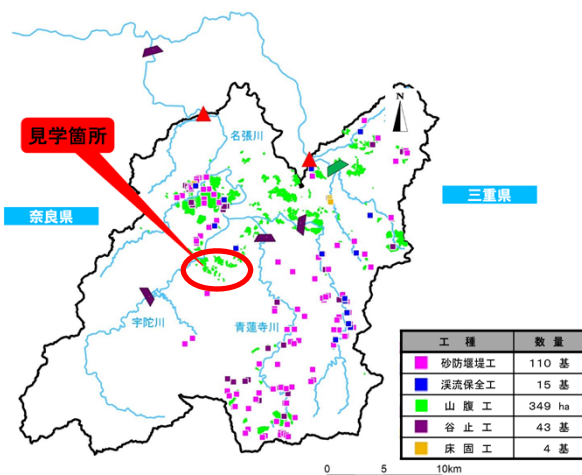 見学箇所
名張川
N
三重県
奈良県
宇陀川
青蓮寺川
工 種 数 量
砂防堰堤工 110 基
渓流保全工 15 基
山 腹 工 349 ha
谷 止 工 43 基
床 固 工 4 基
0 5 10km